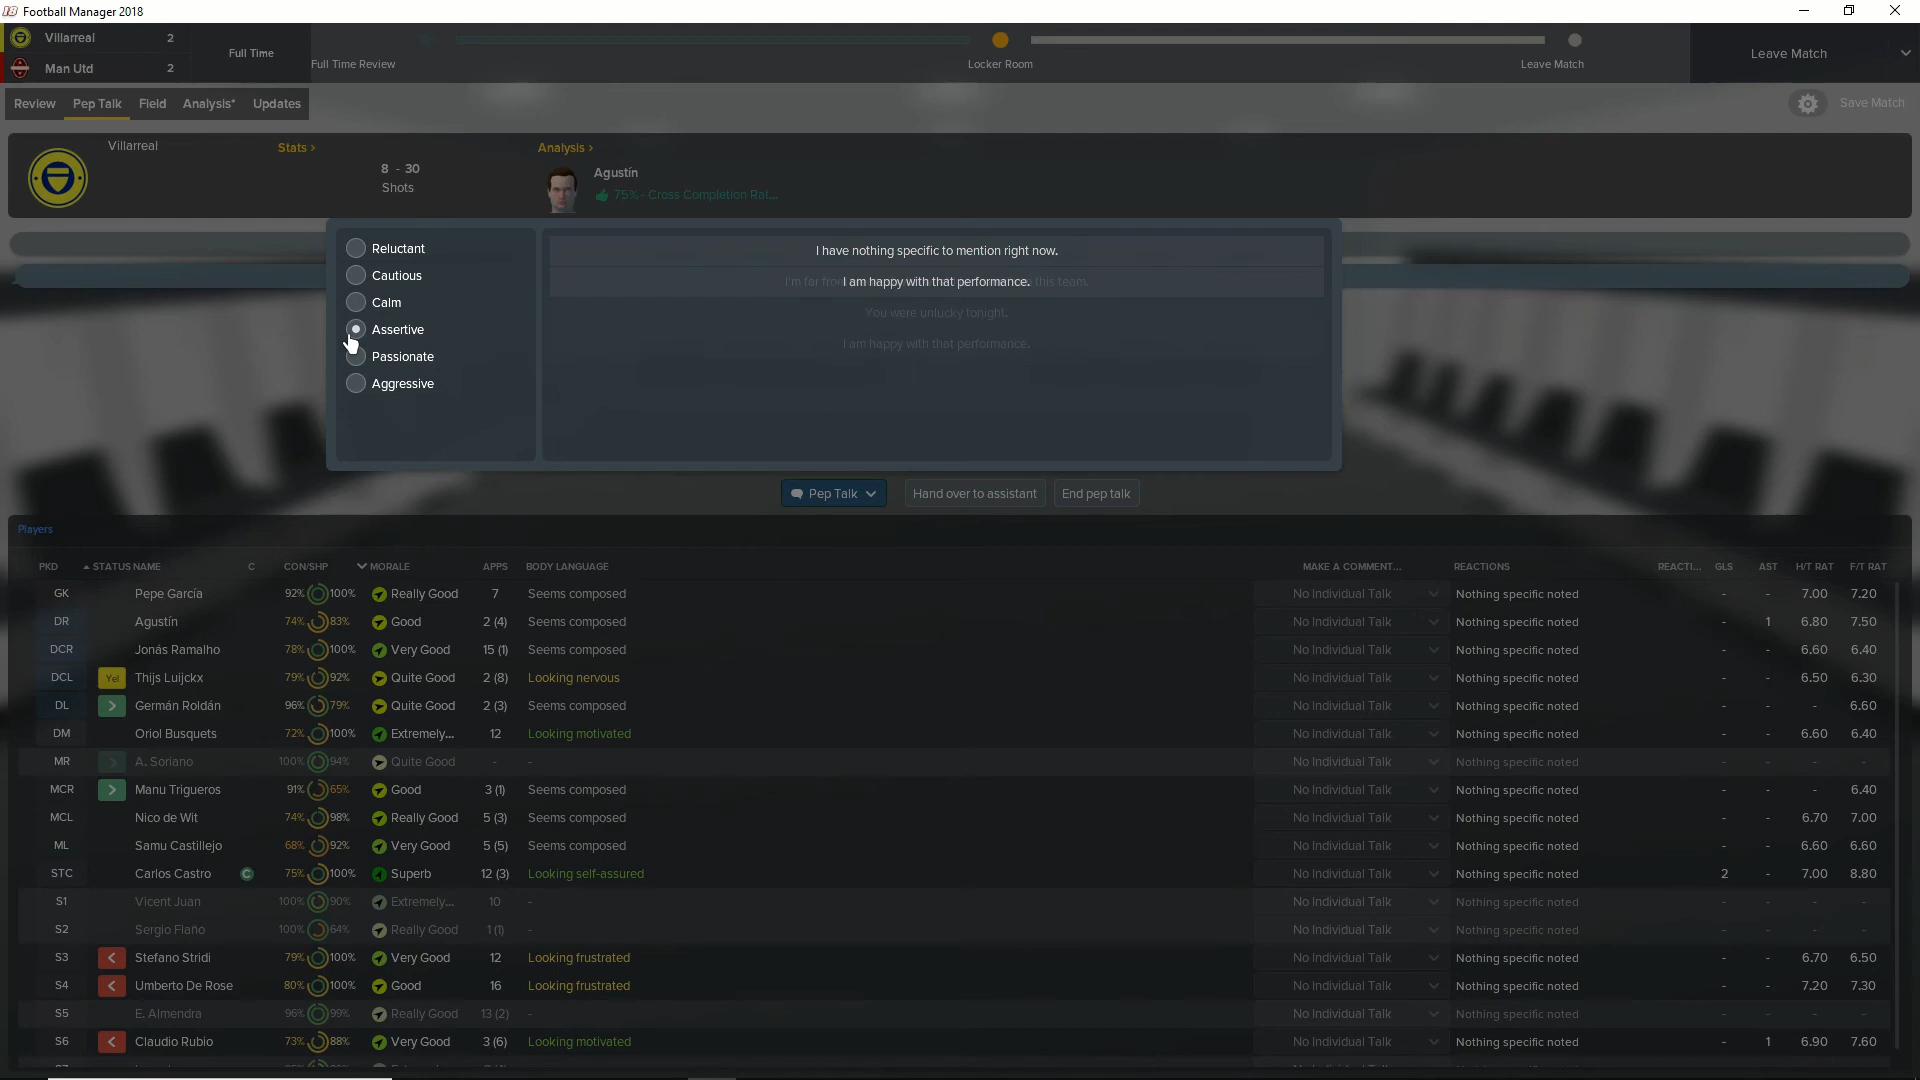 Football Manager 2018
Villarreal 2
Man Utd 2
Full Time
Full Time Review
Locker Room
Leave Match
Leave Match
Review Pep Talk Field Analysis* Updates
Save Match
Villarreal
Stats >
8 - 30
Shots
Analysis >
Agustín
75% - Cross Completion Rat...
Reluctant
Cautious
Calm
Assertive
Passionate
Aggressive
I have nothing specific to mention right now.
I am happy with that performance.
I'm far from this team.
You were unlucky tonight.
I am happy with that performance.
Pep Talk
Hand over to assistant
End pep talk
Players
PKD STATUS NAME C CON/SHP MORALE APPS BODY LANGUAGE MAKE A COMMENT... REACTIONS REACTI... GLS AST H/T RAT F/T RAT
GK Pepe García 92% 100% Really Good 7 Seems composed No Individual Talk Nothing specific noted - - 7.00 7.20
DR Agustín 74% 83% Good 2 (4) Seems composed No Individual Talk Nothing specific noted - 1 6.80 7.50
DCR Jonás Ramalho 78% 100% Very Good 15 (1) Seems composed No Individual Talk Nothing specific noted - - 6.60 6.40
DCL Yel Thijs Luijckx 79% 92% Quite Good 2 (8) Looking nervous No Individual Talk Nothing specific noted - - 6.50 6.30
DL Germán Roldán 96% 79% Quite Good 2 (3) Seems composed No Individual Talk Nothing specific noted - - - 6.60
DM Oriol Busquets 72% 100% Extremely... 12 Looking motivated No Individual Talk Nothing specific noted - - 6.60 6.40
MR A. Soriano 100% 94% Quite Good - - No Individual Talk Nothing specific noted - - - -
MCR Manu Trigueros 91% 65% Good 3 (1) Seems composed No Individual Talk Nothing specific noted - - - 6.40
MCL Nico de Wit 74% 98% Really Good 5 (3) Seems composed No Individual Talk Nothing specific noted - - 6.70 7.00
ML Samu Castillejo 68% 92% Very Good 5 (5) Seems composed No Individual Talk Nothing specific noted - - 6.60 6.60
STC Carlos Castro C 75% 100% Superb 12 (3) Looking self-assured No Individual Talk Nothing specific noted 2 - 7.00 8.80
S1 Vicent Juan 100% 90% Extremely... 10 - No Individual Talk Nothing specific noted - - - -
S2 Sergio Fiaño 100% 64% Really Good 1 (1) - No Individual Talk Nothing specific noted - - - -
S3 Stefano Stridi 79% 100% Very Good 12 Looking frustrated No Individual Talk Nothing specific noted - - 6.70 6.50
S4 Umberto De Rose 80% 100% Good 16 Looking frustrated No Individual Talk Nothing specific noted - - 7.20 7.30
S5 E. Almendra 96% 99% Really Good 13 (2) - No Individual Talk Nothing specific noted - - - -
S6 Claudio Rubio 73% 88% Very Good 3 (6) Looking motivated No Individual Talk Nothing specific noted - 1 6.90 7.60